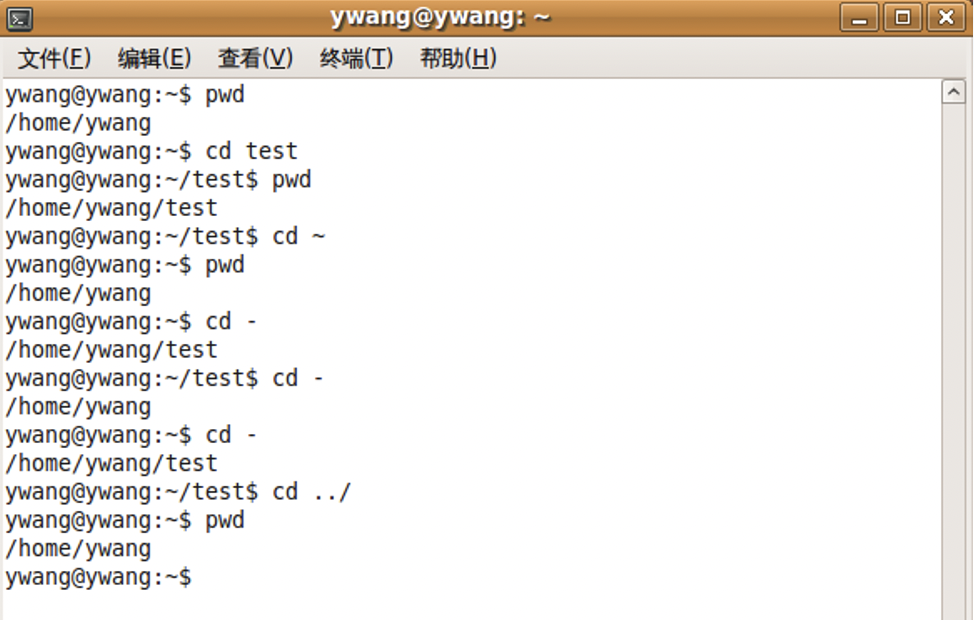 ywang@ywang: ~
文件(F) 编辑(E) 查看(V) 终端(T) 帮助(H)
ywang@ywang:~$ pwd
/home/ywang
ywang@ywang:~$ cd test
ywang@ywang:~/test$ pwd
/home/ywang/test
ywang@ywang:~/test$ cd ~
ywang@ywang:~$ pwd
/home/ywang
ywang@ywang:~$ cd -
/home/ywang/test
ywang@ywang:~/test$ cd -
/home/ywang
ywang@ywang:~$ cd -
/home/ywang/test
ywang@ywang:~/test$ cd ../
ywang@ywang:~$ pwd
/home/ywang
ywang@ywang:~$